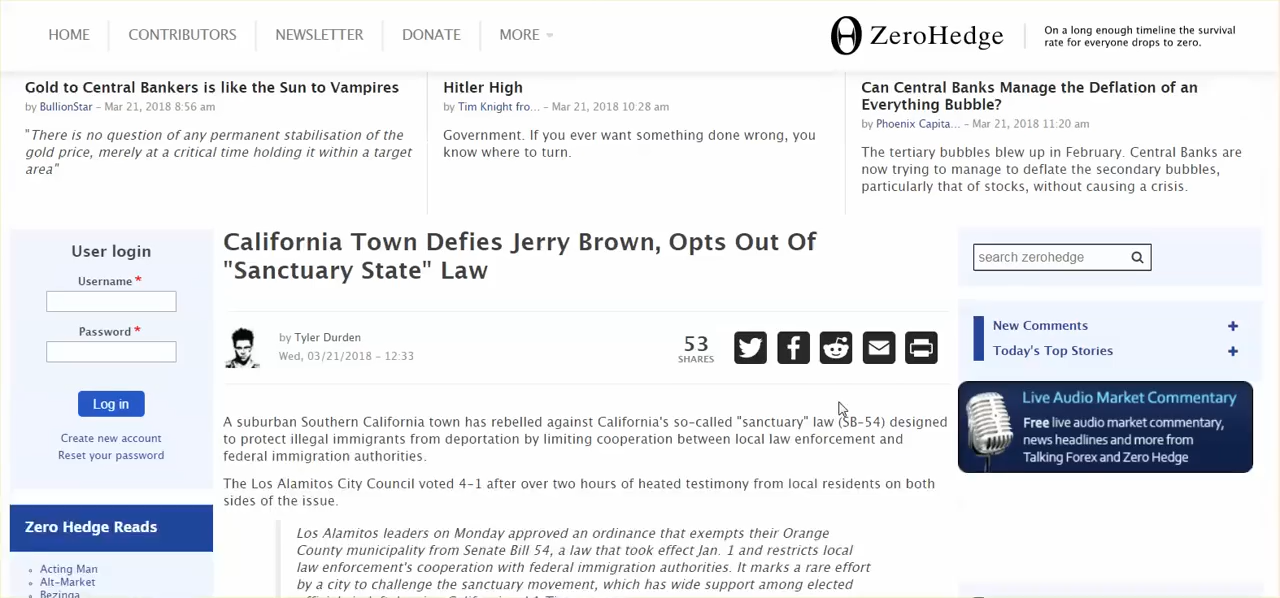 HOME
CONTRIBUTORS
NEWSLETTER
DONATE
MORE
ZeroHedge
On a long enough timeline the survival
rate for everyone drops to zero.
Gold to Central Bankers is like the Sun to Vampires
by BullionStar – Mar 21, 2018 8:56 am
"There is no question of any permanent stabilisation of the
gold price, merely at a critical time holding it within a target
area"
Hitler High
by Tim Knight fro... – Mar 21, 2018 10:28 am
Government. If you ever want something done wrong, you
know where to turn.
Can Central Banks Manage the Deflation of an
Everything Bubble?
by Phoenix Capita... – Mar 21, 2018 11:20 am
The tertiary bubbles blew up in February. Central Banks are
now trying to manage to deflate the secondary bubbles,
particularly that of stocks, without causing a crisis.
User login
Username *
Password *
Log in
Create new account
Reset your password
Zero Hedge Reads
Acting Man
Alt-Market
Bezinga
California Town Defies Jerry Brown, Opts Out Of
"Sanctuary State" Law
by Tyler Durden
Wed, 03/21/2018 – 12:33
53
SHARES
A suburban Southern California town has rebelled against California's so-called "sanctuary" law (SB-54) designed
to protect illegal immigrants from deportation by limiting cooperation between local law enforcement and
federal immigration authorities.
The Los Alamitos City Council voted 4-1 after over two hours of heated testimony from local residents on both
sides of the issue.
Los Alamitos leaders on Monday approved an ordinance that exempts their Orange
County municipality from Senate Bill 54, a law that took effect Jan. 1 and restricts local
law enforcement's cooperation with federal immigration authorities. It marks a rare effort
by a city to challenge the sanctuary movement, which has wide support among elected
search zerohedge
New Comments
Today's Top Stories
Live Audio Market Commentary
Free live audio market commentary,
news headlines and more from
Talking Forex and Zero Hedge